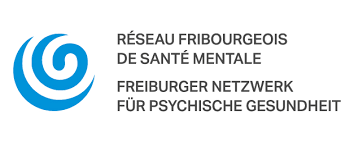 RÉSEAU FRIBOURGEOIS
DE SANTÉ MENTALE
FREIBURGER NETZWERK
FÜR PSYCHISCHE GESUNDHEIT